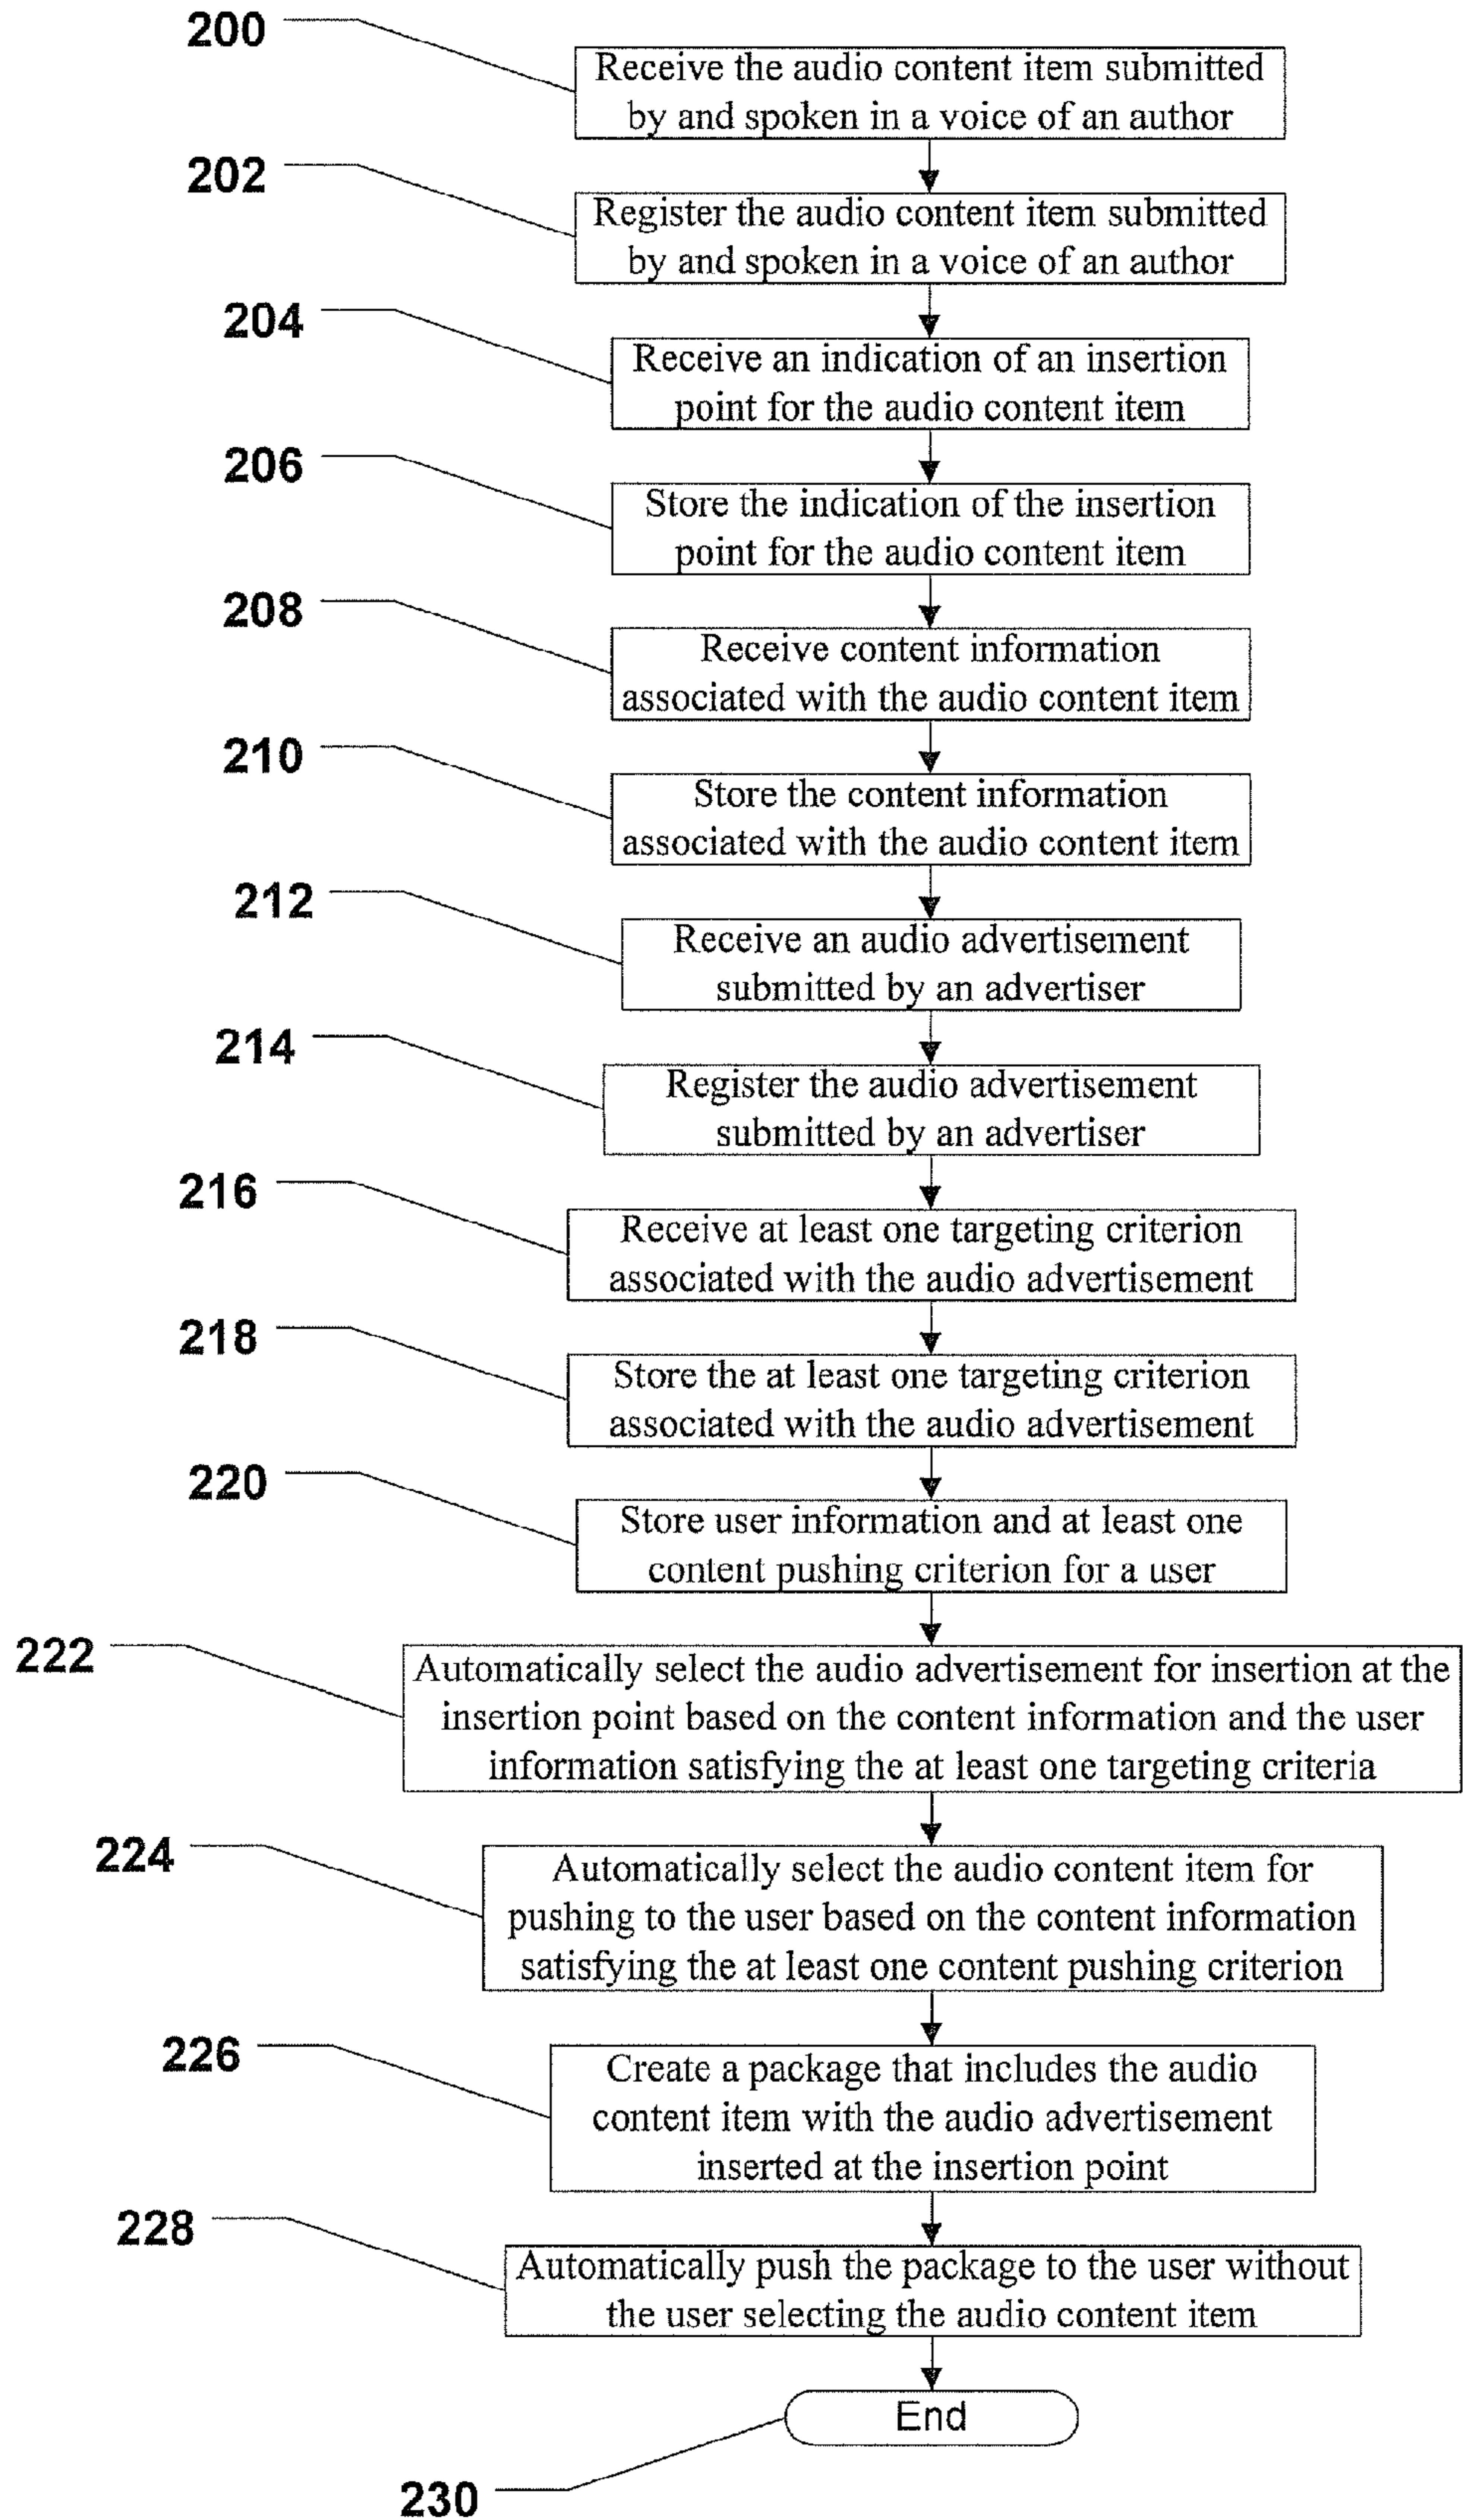 200
Receive the audio content item submitted
by and spoken in a voice of an author
202
Register the audio content item submitted
by and spoken in a voice of an author
204
Receive an indication of an insertion
point for the audio content item
206
Store the indication of the insertion
point for the audio content item
208
Receive content information
associated with the audio content item
210
Store the content information
associated with the audio content item
212
Receive an audio advertisement
submitted by an advertiser
214
Register the audio advertisement
submitted by an advertiser
216
Receive at least one targeting criterion
associated with the audio advertisement
218
Store the at least one targeting criterion
associated with the audio advertisement
220
Store user information and at least one
content pushing criterion for a user
222
Automatically select the audio advertisement for insertion at the
insertion point based on the content information and the user
information satisfying the at least one targeting criteria
224
Automatically select the audio content item for
pushing to the user based on the content information
satisfying the at least one content pushing criterion
226
Create a package that includes the audio
content item with the audio advertisement
inserted at the insertion point
228
Automatically push the package to the user without
the user selecting the audio content item
End
230